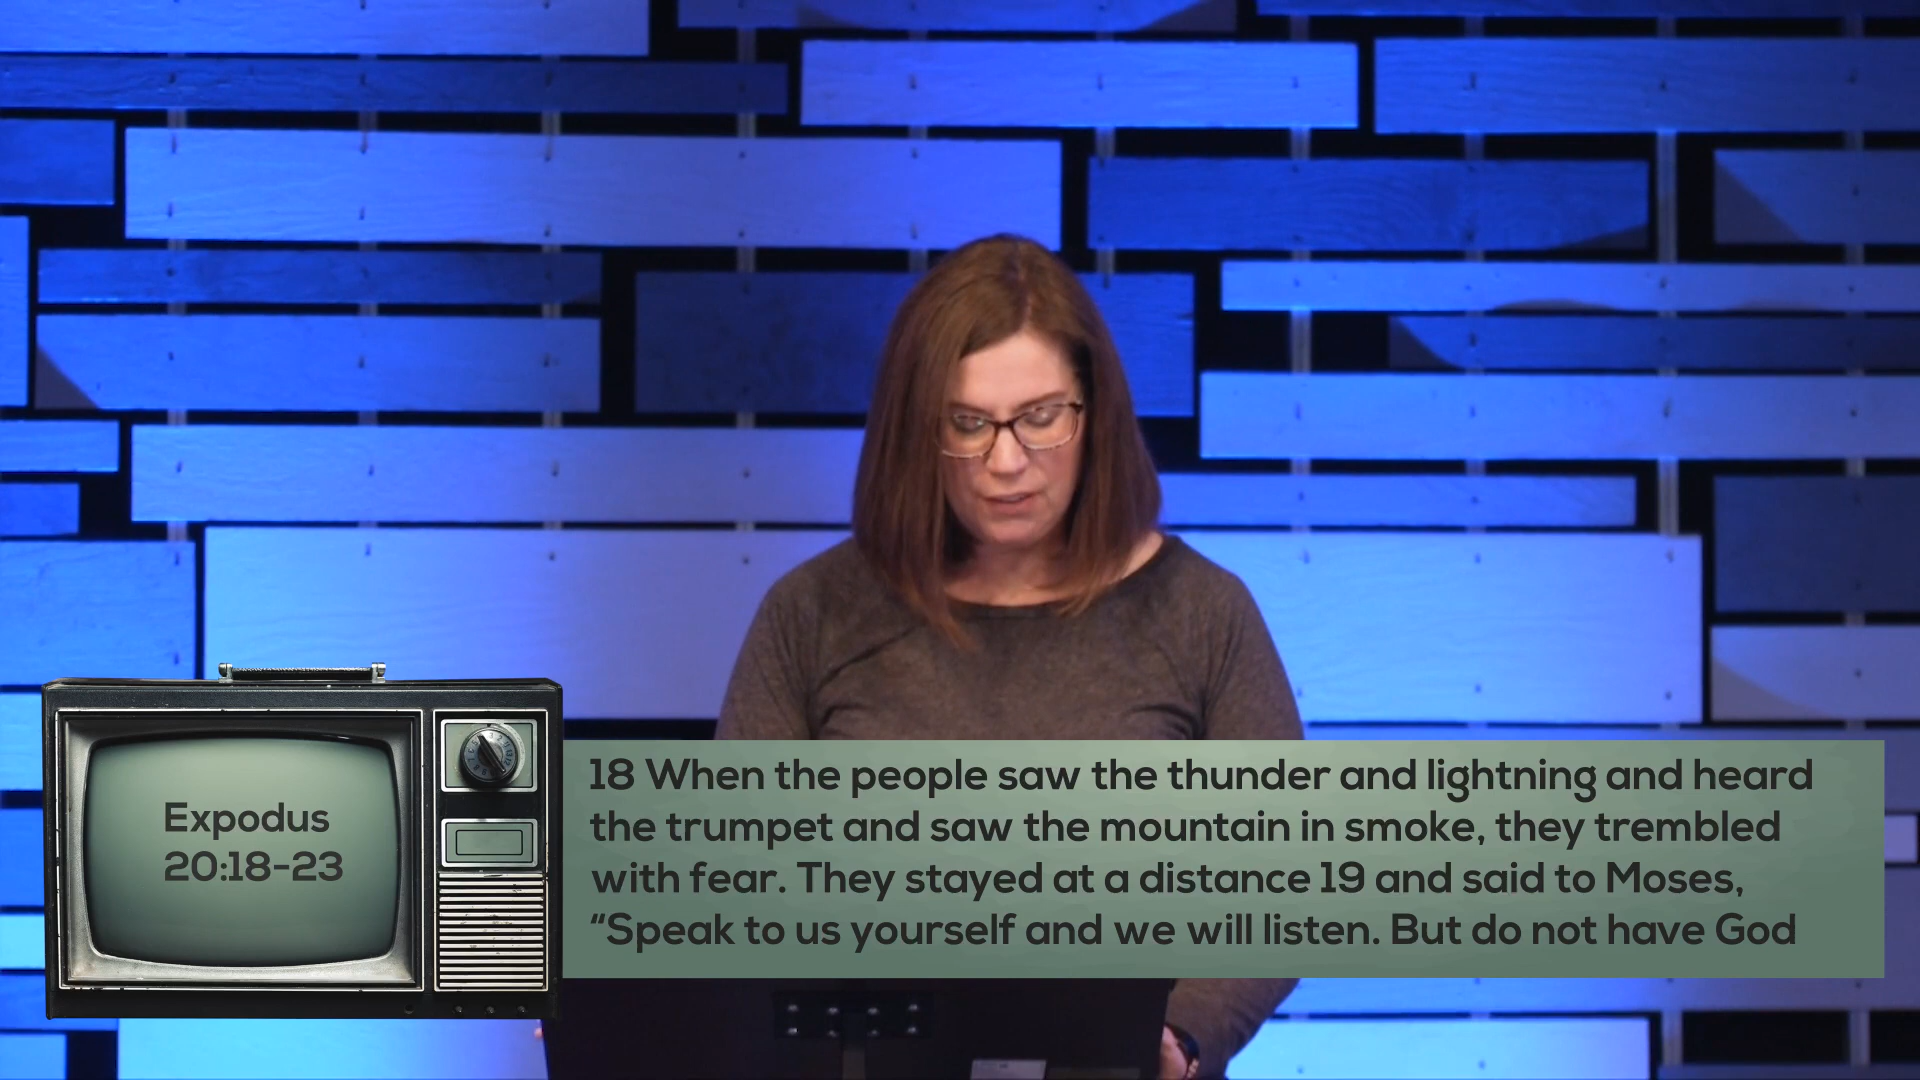 Expodus
20:18-23
18 When the people saw the thunder and lightning and heard
the trumpet and saw the mountain in smoke, they trembled
with fear. They stayed at a distance 19 and said to Moses,
“Speak to us yourself and we will listen. But do not have God